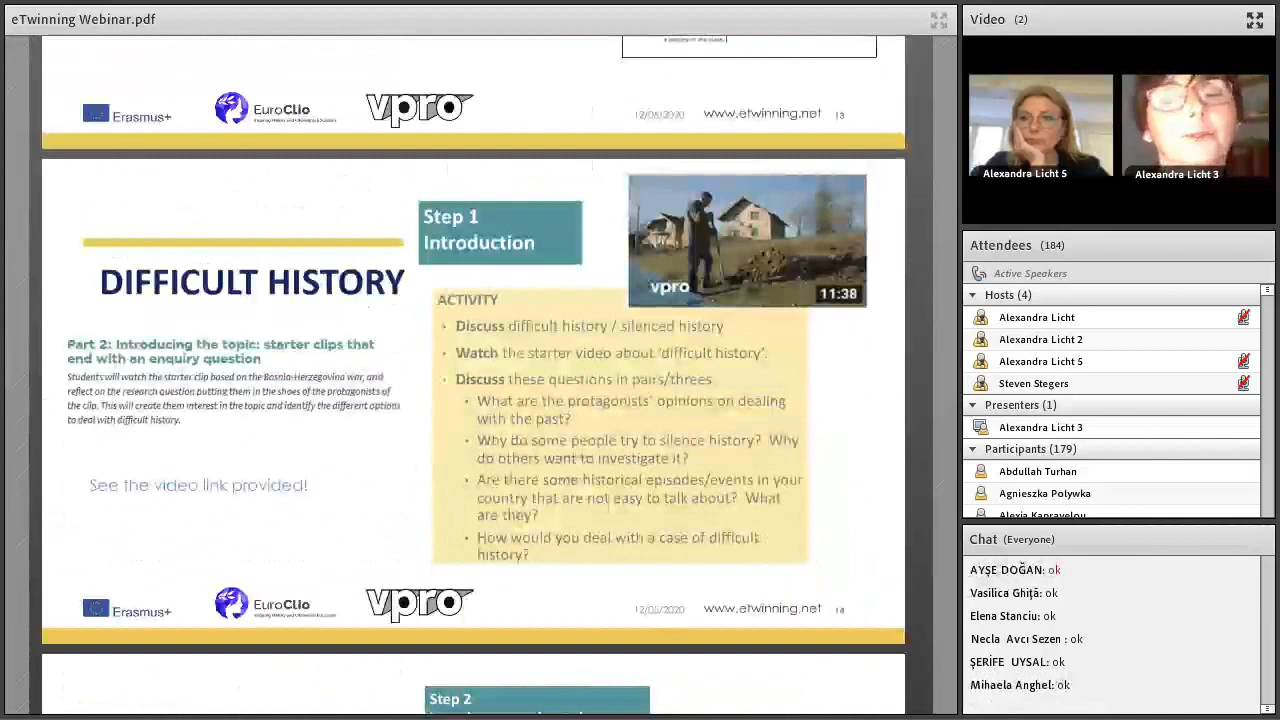 eTwinning Webinar.pdf
Erasmus+
EuroClio
vpro
www.etwinning.net
13
Step 1
Introduction
DIFFICULT HISTORY
vpro
11:38
Part 2: Introducing the topic: starter clips that
end with an enquiry question
Students will watch the starter clip based on the Bosnia-Herzegovina war, and
reflect on the research question putting them in the shoes of the protagonists of
the clip. This will create them interest in the topic and identify the different options
to deal with difficult history.
See the video link provided!
ACTIVITY
Discuss difficult history / silenced history
Watch the starter video about 'difficult history'.
Discuss these questions in pairs/threes
What are the protagonists' opinions on dealing
with the past?
Why do some people try to silence history? Why
do others want to investigate it?
Are there some historical episodes/events in your
country that are not easy to talk about? What
are they?
How would you deal with a case of difficult
history?
Erasmus+
EuroClio
vpro
www.etwinning.net
14
Step 2
Video (2)
Alexandra Licht 5
Alexandra Licht 3
Attendees (184)
Active Speakers
Hosts (4)
Alexandra Licht
Alexandra Licht 2
Alexandra Licht 5
Steven Stegers
Presenters (1)
Alexandra Licht 3
Participants (179)
Abdullah Turhan
Agnieszka Polywka
Alexia Kapravelou
Chat (Everyone)
AYŞE DOĞAN: ok
Vasilica Ghiță: ok
Elena Stanciu: ok
Necla Avcı Sezen : ok
ŞERİFE UYSAL: ok
Mihaela Anghel: ok